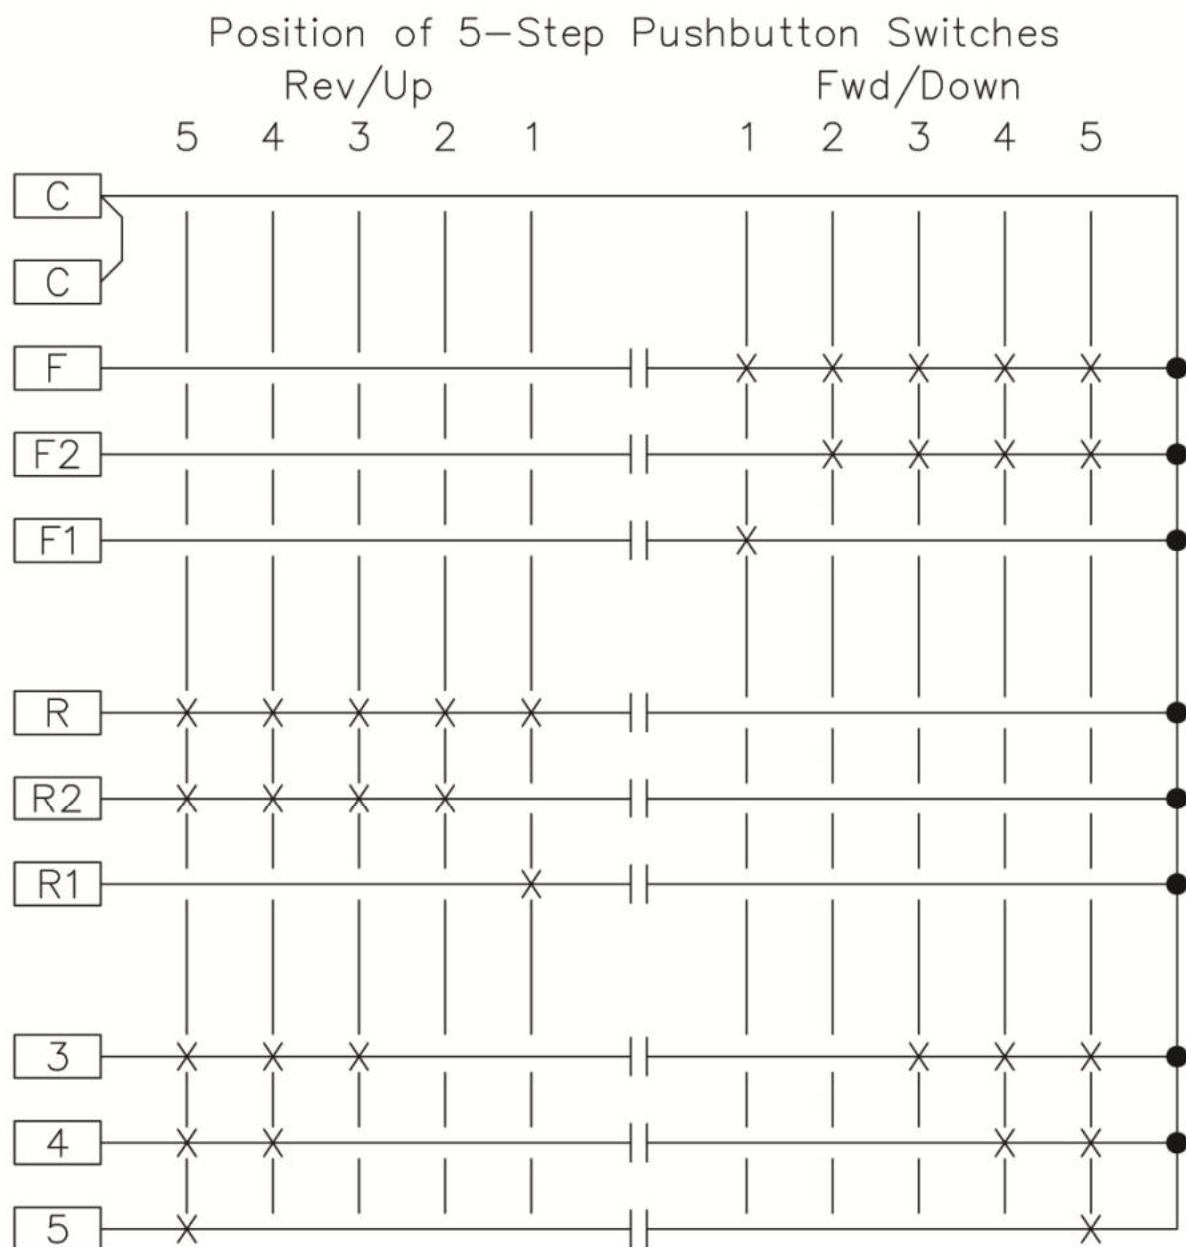 Position of 5-Step Pushbutton Switches
Rev/Up Fwd/Down
5 4 3 2 1 1 2 3 4 5
C
C
F
F2
F1
R
R2
R1
3
4
5